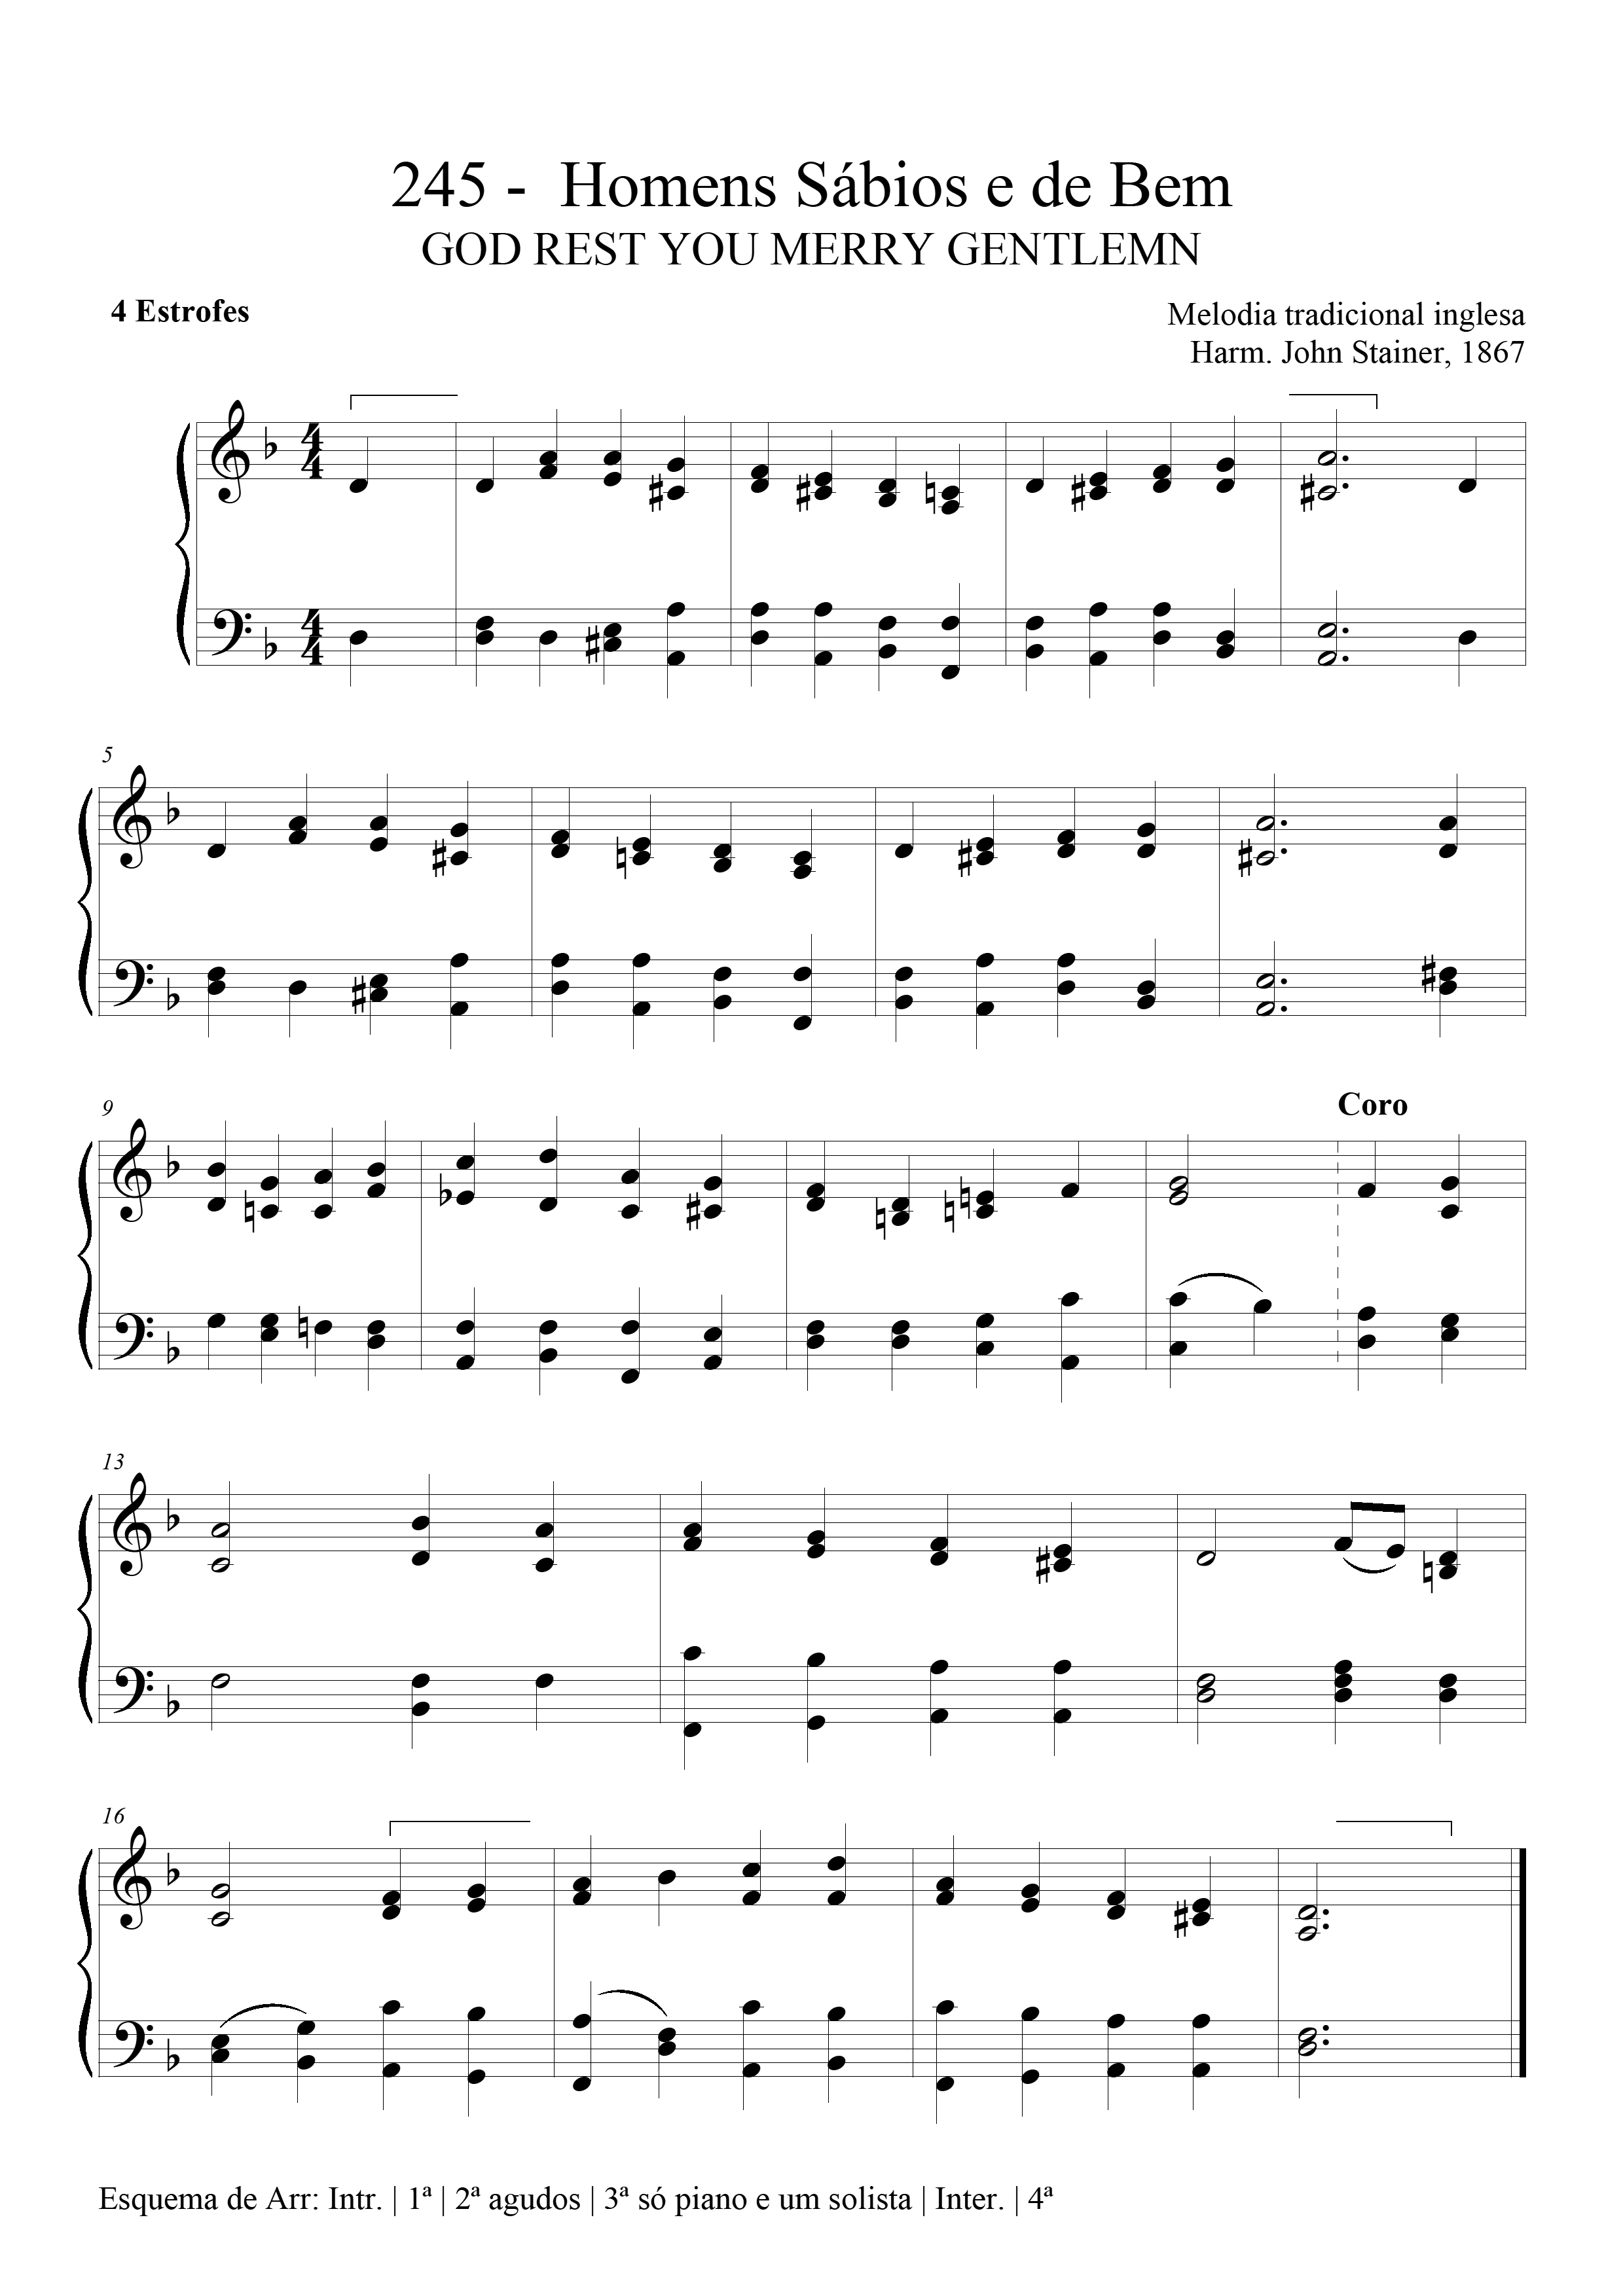 245 - Homens Sábios e de Bem
GOD REST YOU MERRY GENTLEMN
4 Estrofes
Melodia tradicional inglesa
Harm. John Stainer, 1867
4
4
4
4
5
9
Coro
13
16
Esquema de Arr: Intr. | 1ª | 2ª agudos | 3ª só piano e um solista | Inter. | 4ª